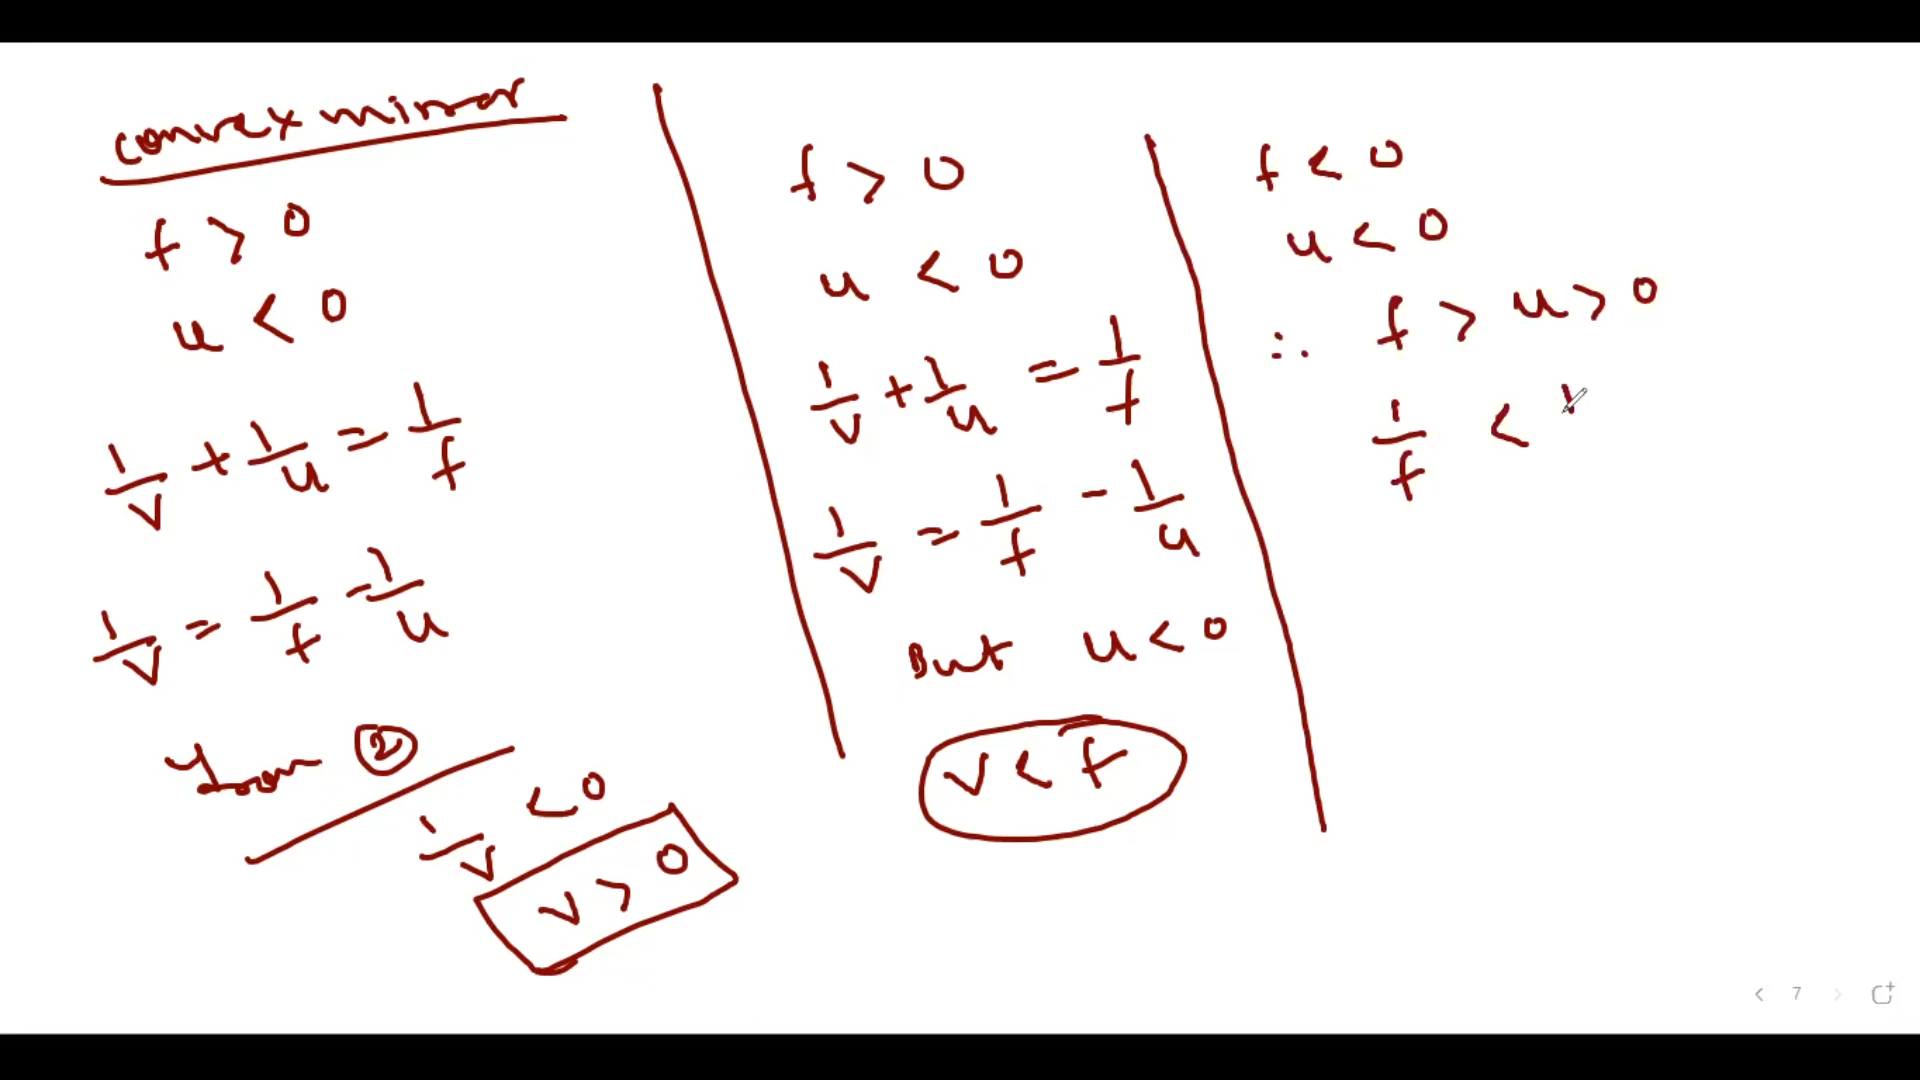 convex mirror
f > 0
u < 0
1/v + 1/u = 1/f
1/v = 1/f - 1/u
From ②
1/v < 0
v > 0
f > 0
u < 0
1/v + 1/u = 1/f
1/v = 1/f - 1/u
But u < 0
v < f
f < 0
u < 0
∴ f > u > 0
1/f <
7